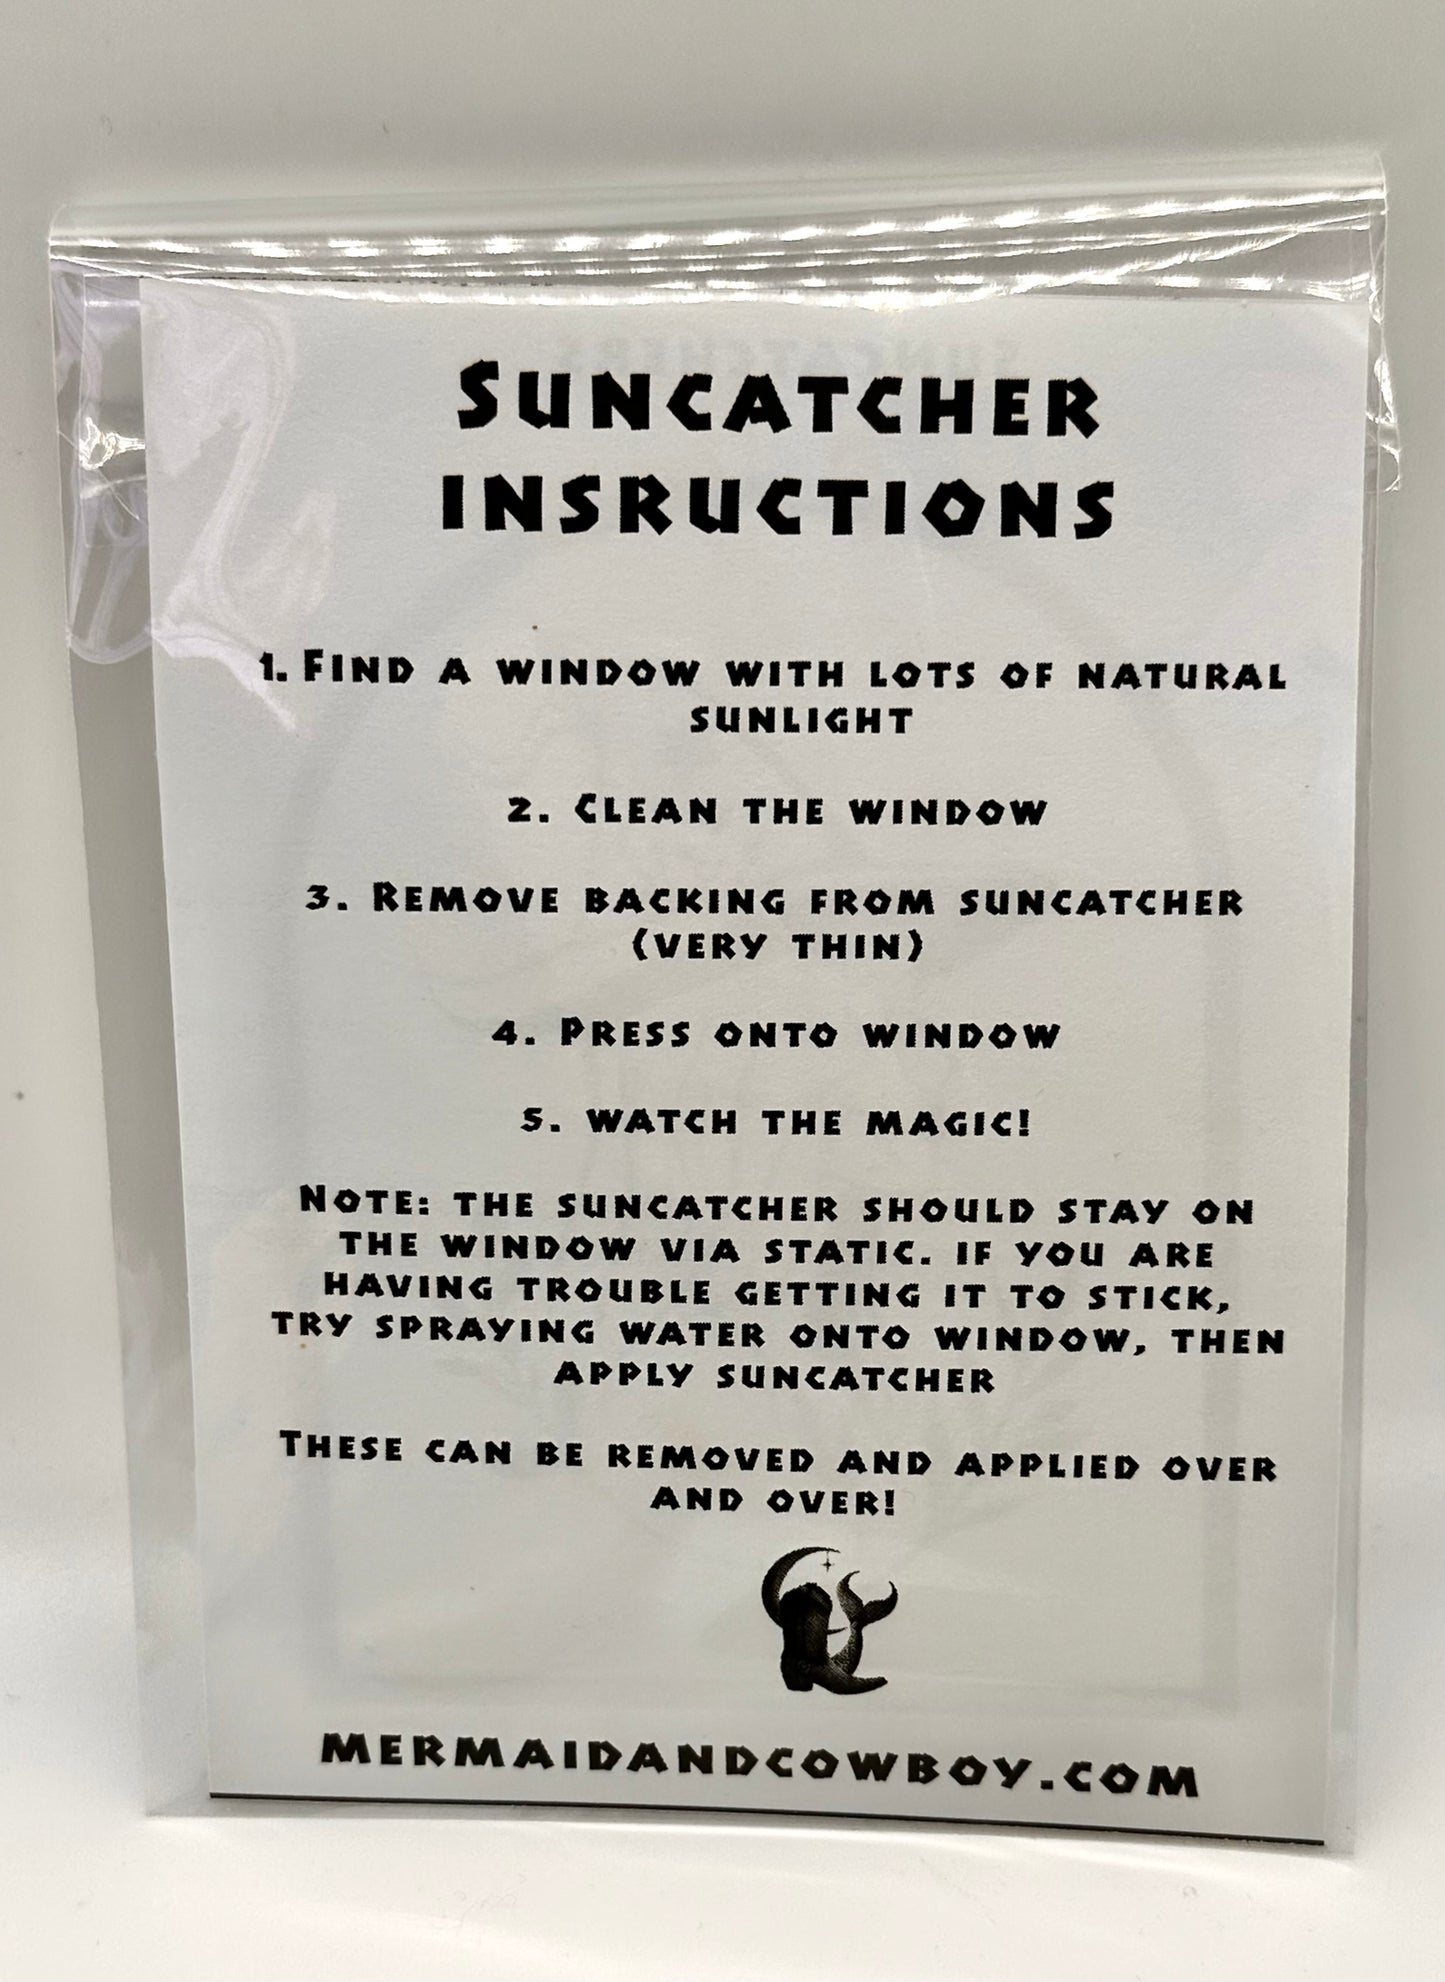 SUNCATCHER
INSRUCTIONS
1. FIND A WINDOW WITH LOTS OF NATURAL
SUNLIGHT
2. CLEAN THE WINDOW
3. REMOVE BACKING FROM SUNCATCHER
(VERY THIN)
4. PRESS ONTO WINDOW
5. WATCH THE MAGIC!
NOTE: THE SUNCATCHER SHOULD STAY ON
THE WINDOW VIA STATIC. IF YOU ARE
HAVING TROUBLE GETTING IT TO STICK,
TRY SPRAYING WATER ONTO WINDOW, THEN
APPLY SUNCATCHER
THESE CAN BE REMOVED AND APPLIED OVER
AND OVER!
MERMAIDANDCOWBOY.COM